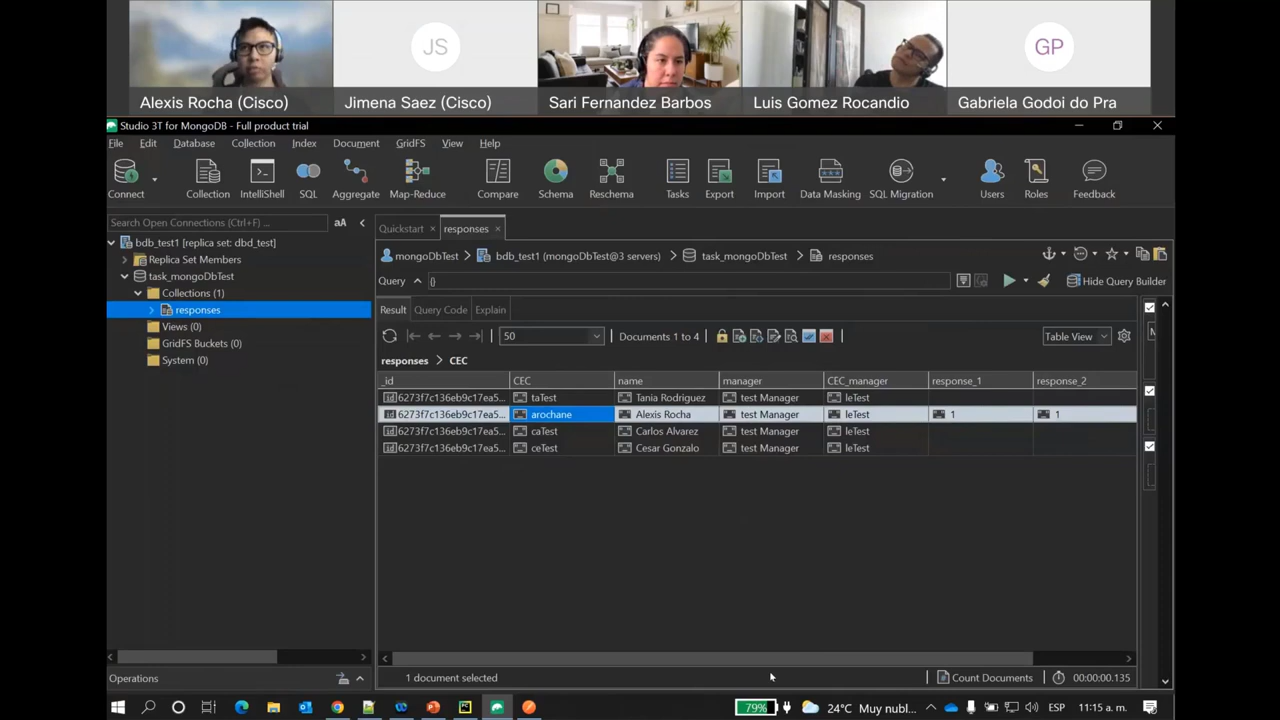 JS
GP
Alexis Rocha (Cisco)
Jimena Saez (Cisco)
Sari Fernandez Barbos
Luis Gomez Rocandio
Gabriela Godoi do Pra
Studio 3T for MongoDB - Full product trial
File Edit Database Collection Index Document GridFS View Help
Connect Collection IntelliShell SQL Aggregate Map-Reduce Compare Schema Reschema Tasks Export Import Data Masking SQL Migration Users Roles Feedback
Search Open Connections (Ctrl+F) ... aA
bdb_test1 [replica set: dbd_test]
Replica Set Members
task_mongoDbTest
Collections (1)
responses
Views (0)
GridFS Buckets (0)
System (0)
Operations
Quickstart × responses ×
mongoDbTest > bdb_test1 (mongoDb@3 servers) > task_mongoDbTest > responses
Query {} Hide Query Builder
Result Query Code Explain
50 Documents 1 to 4 Table View
responses > CEC
_id CEC name manager CEC_manager response_1 response_2
6273f7c136eb9c17ea5... taTest Tania Rodriguez test Manager leTest
6273f7c136eb9c17ea5... arochane Alexis Rocha test Manager leTest 1 1
6273f7c136eb9c17ea5... caTest Carlos Alvarez test Manager leTest
6273f7c136eb9c17ea5... ceTest Cesar Gonzalo test Manager leTest
1 document selected Count Documents 00:00:00.135
79% 24°C Muy nubl... ESP 11:15 a. m.